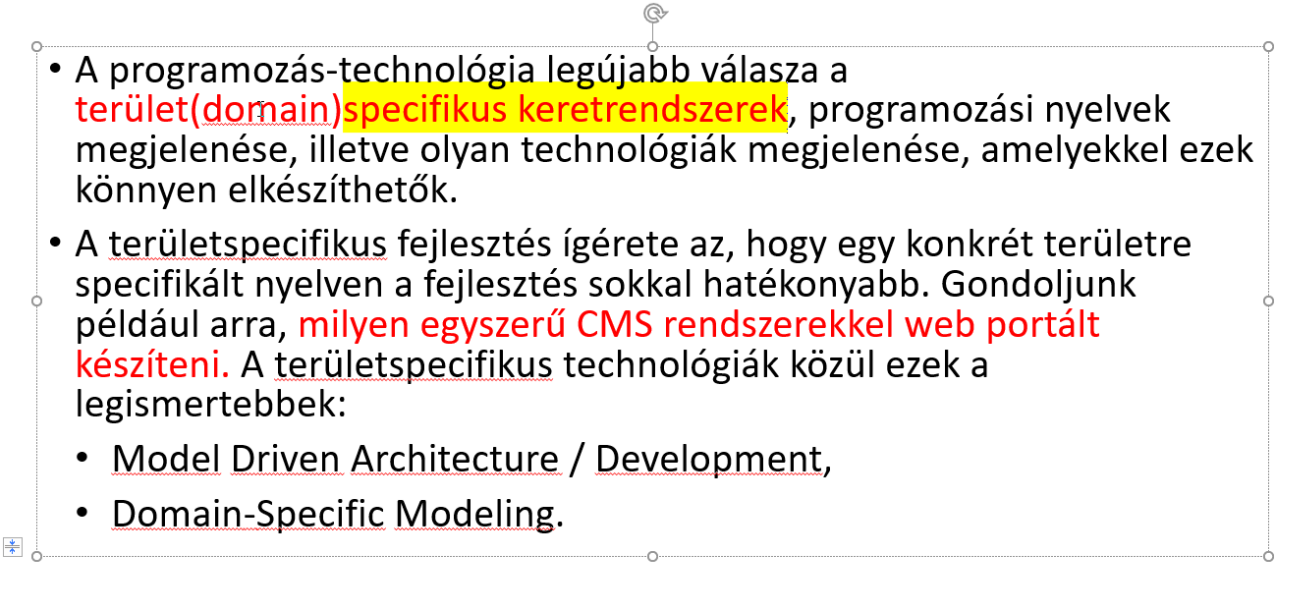 • A programozás-technológia legújabb válasza a
terület(domain)specifikus keretrendszerek, programozási nyelvek
megjelenése, illetve olyan technológiák megjelenése, amelyekkel ezek
könnyen elkészíthetők.
• A területspecifikus fejlesztés ígérete az, hogy egy konkrét területre
specifikált nyelven a fejlesztés sokkal hatékonyabb. Gondoljunk
például arra, milyen egyszerű CMS rendszerekkel web portált
készíteni. A területspecifikus technológiák közül ezek a
legismertebbek:
• Model Driven Architecture / Development,
• Domain-Specific Modeling.